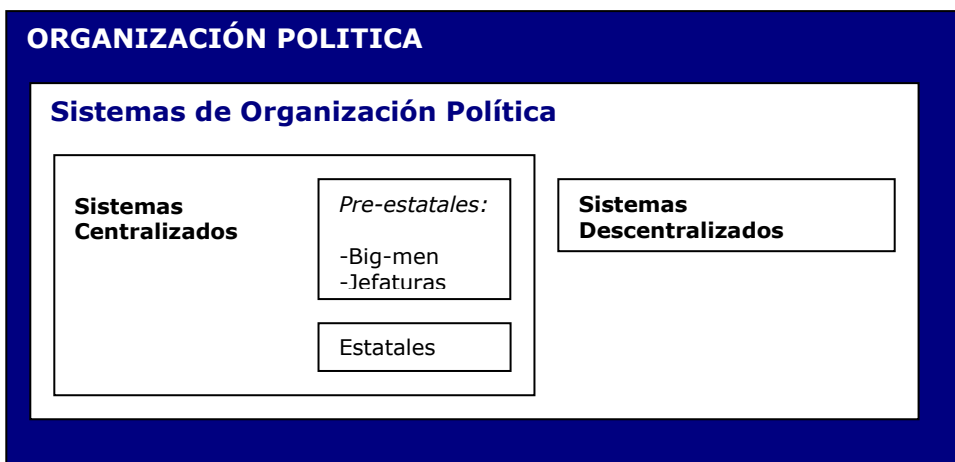 ORGANIZACIÓN POLITICA
Sistemas de Organización Política
Sistemas
Centralizados
Pre-estatales:
-Big-men
-Jefaturas
Estatales
Sistemas
Descentralizados